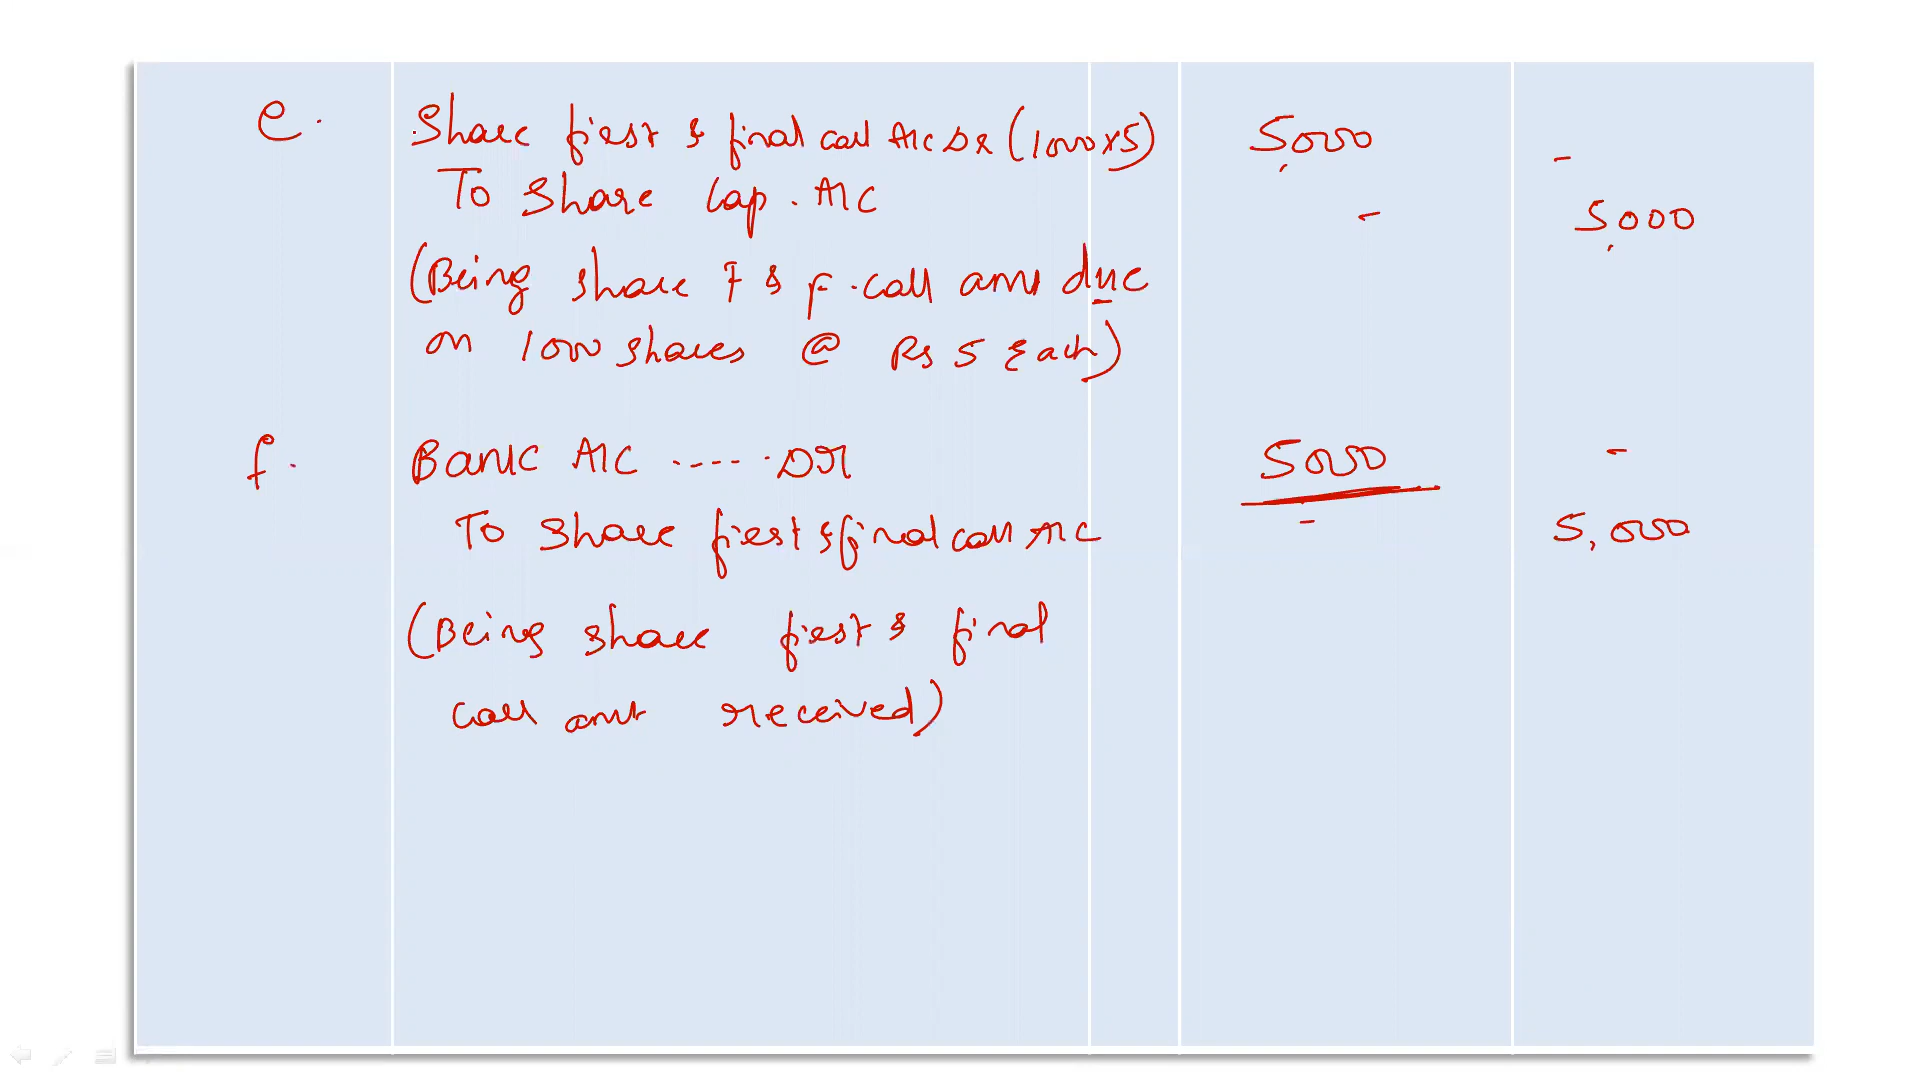 e. Share first & final call A/c DR (1000x5) 5,000 -
To Share Cap. A/C - 5,000
(Being share F & F. call amt due
on 1000 shares @ Rs 5 Each)
f. Bank A/C ----- DR 5000 -
To Share first & final call A/C - 5,000
(Being share first & final
call amt received)